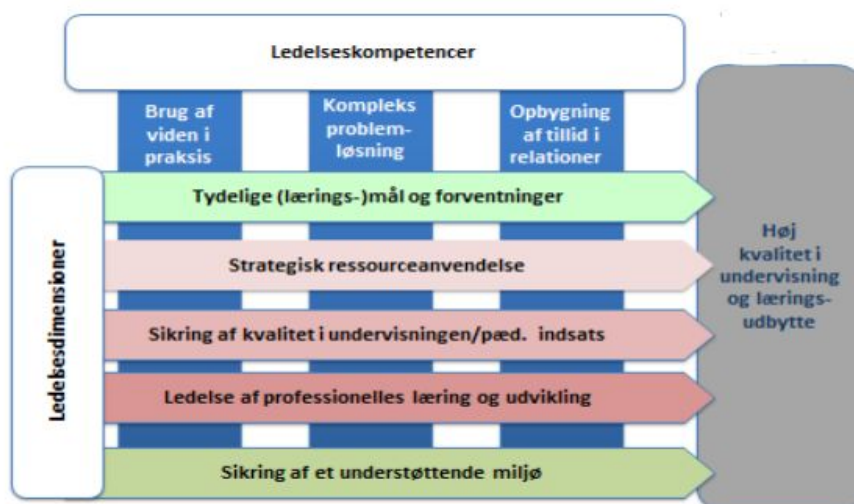 Ledelseskompetencer
Brug af
viden i
praksis
Kompleks
problem-
løsning
Opbygning
af tillid i
relationer
Ledelsesdimensioner
Tydelige (lærings-)mål og forventninger
Strategisk ressourceanvendelse
Sikring af kvalitet i undervisningen/pæd. indsats
Ledelse af professionelles læring og udvikling
Sikring af et understøttende miljø
Høj
kvalitet i
undervisning
og lærings-
udbytte